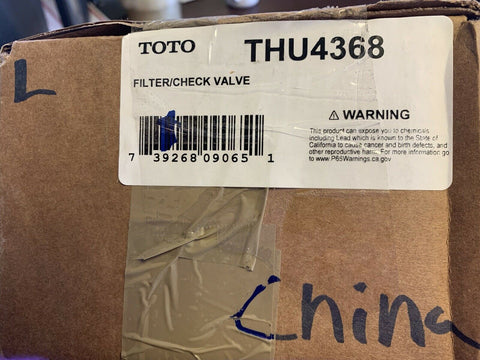 TOTO THU4368
FILTER/CHECK VALVE
L
⚠ WARNING
This product can expose you to chemicals
including Lead which is known to the State of
California to cause cancer and birth defects, and
other reproductive harm. For more information go
to www.P65Warnings.ca.gov
7 39268 09065 1
China